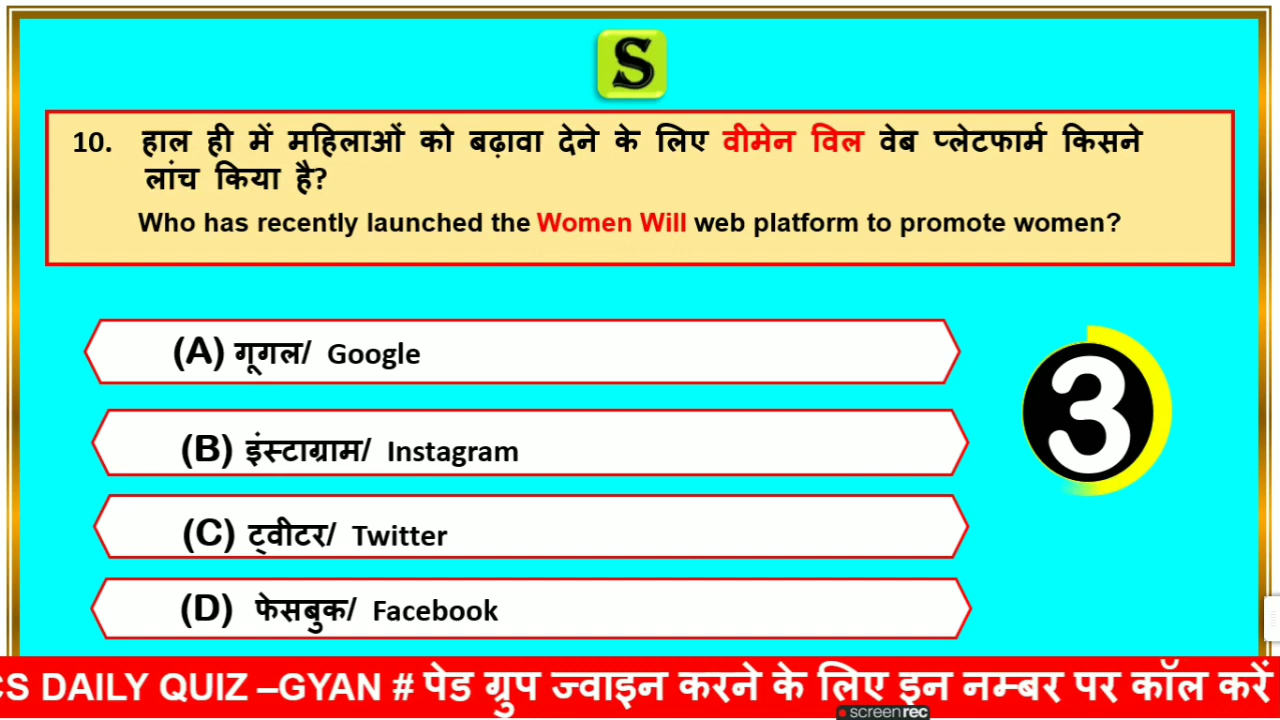 S
10. हाल ही में महिलाओं को बढ़ावा देने के लिए वीमेन विल वेब प्लेटफार्म किसने
लांच किया है?
Who has recently launched the Women Will web platform to promote women?
(A) गूगल/ Google
3
(B) इंस्टाग्राम/ Instagram
(C) ट्वीटर/ Twitter
(D) फेसबुक/ Facebook
CS DAILY QUIZ –GYAN # पेड ग्रुप ज्वाइन करने के लिए इन नम्बर पर कॉल करें
screenrec